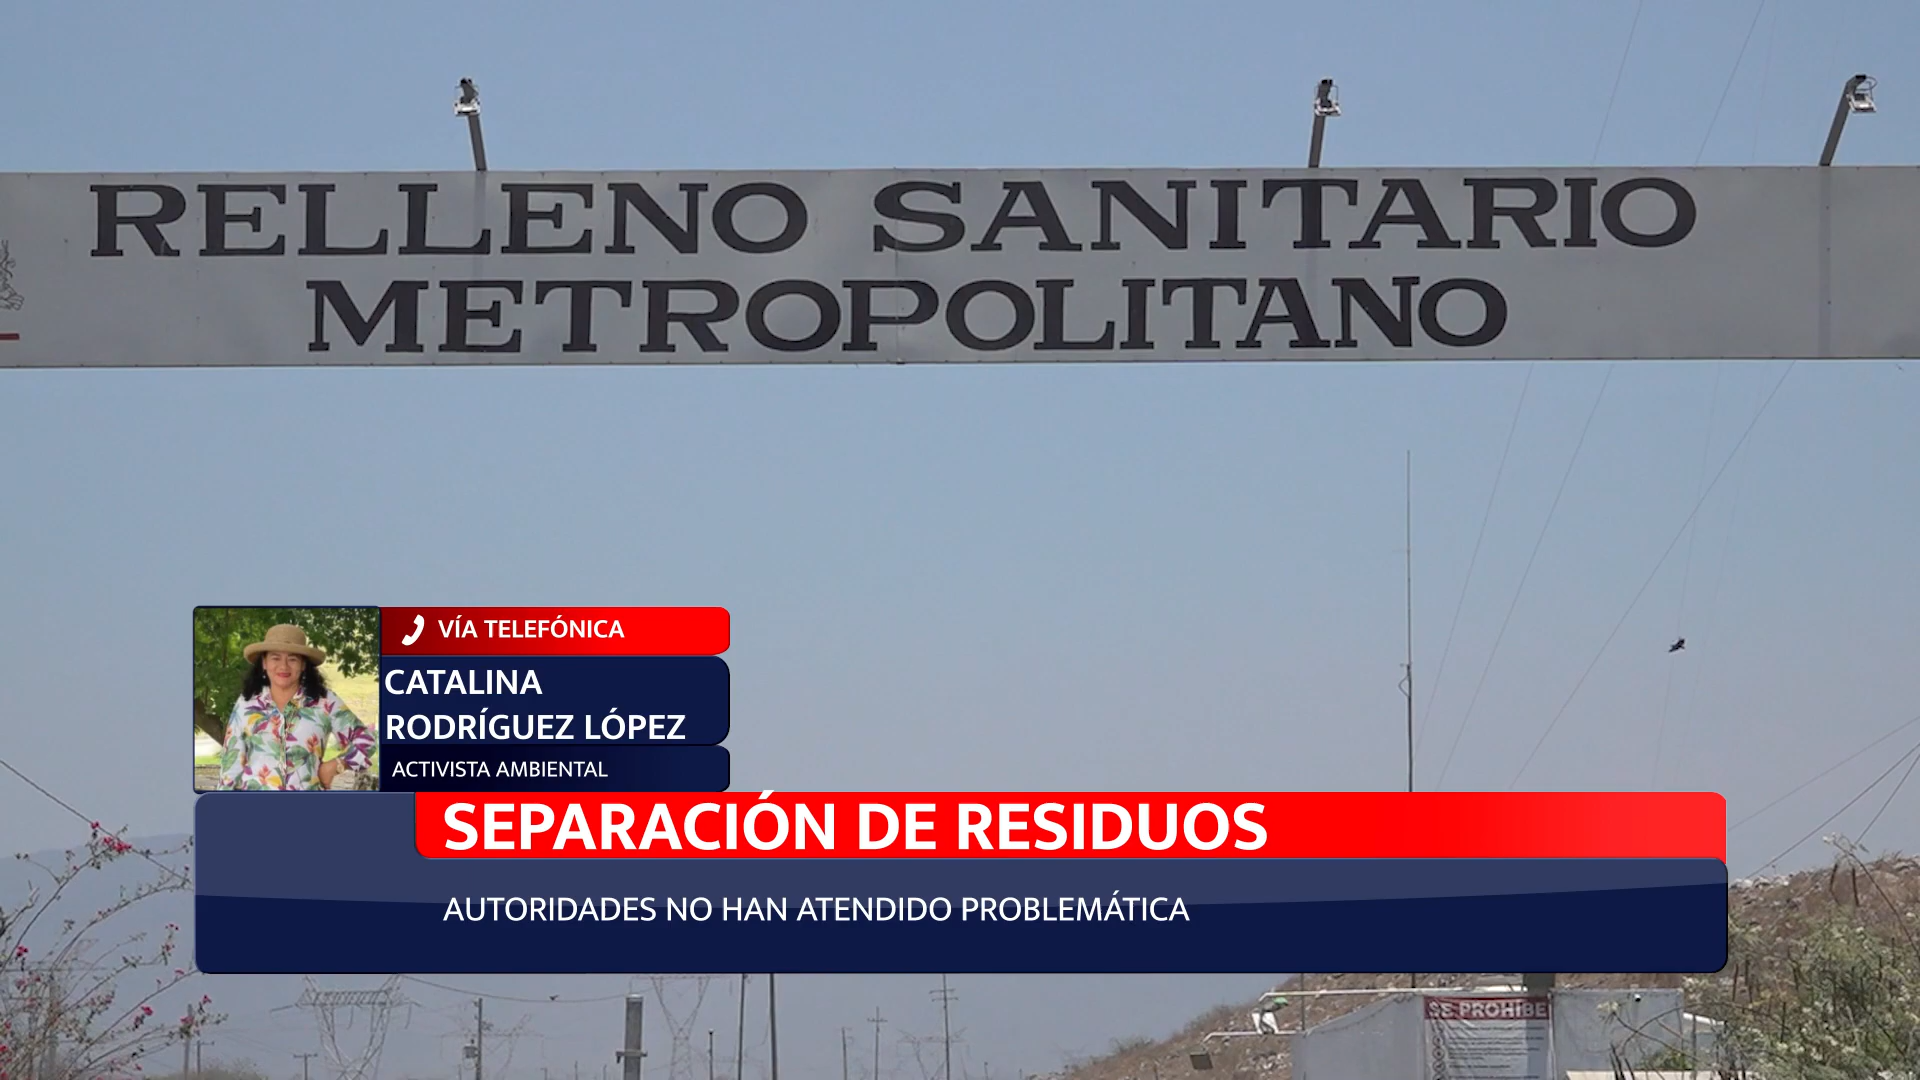 RELLENO SANITARIO
METROPOLITANO
VÍA TELEFÓNICA
CATALINA
RODRÍGUEZ LÓPEZ
ACTIVISTA AMBIENTAL
SEPARACIÓN DE RESIDUOS
AUTORIDADES NO HAN ATENDIDO PROBLEMÁTICA
SE PROHIBE